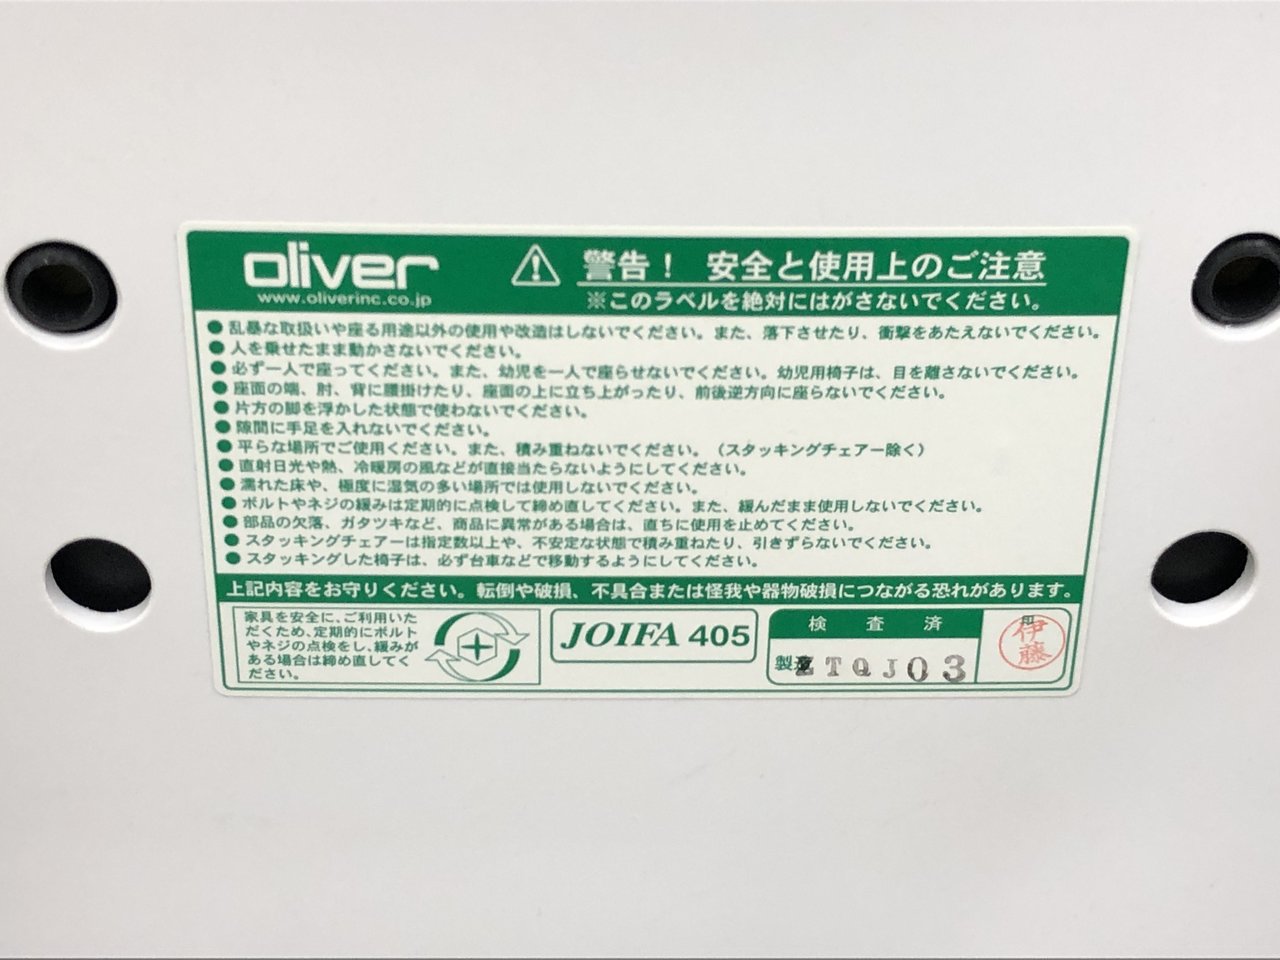 oliver
www.oliverinc.co.jp
警告！ 安全と使用上のご注意
※このラベルを絶対にはがさないでください。
●乱暴な取扱いや座る用途以外の使用や改造はしないでください。また、落下させたり、衝撃をあたえないでください。
●人を乗せたまま動かさないでください。
●必ず一人で座ってください。また、幼児を一人で座らせないでください。幼児用椅子は、目を離さないでください。
●座面の端、肘、背に腰掛けたり、座面の上に立ち上がったり、前後逆方向に座らないでください。
●片方の脚を浮かした状態で使わないでください。
●隙間に手足を入れないでください。
●平らな場所でご使用ください。また、積み重ねないでください。（スタッキングチェアー除く）
●直射日光や熱、冷暖房の風などが直接当たらないようにしてください。
●濡れた床や、極度に湿気の多い場所では使用しないでください。
●ボルトやネジの緩みは定期的に点検して締め直してください。また、緩んだまま使用しないでください。
●部品の欠落、ガタツキなど、商品に異常がある場合は、直ちに使用を止めてください。
●スタッキングチェアーは指定数以上や、不安定な状態で積み重ねたり、引きずらないでください。
●スタッキングした椅子は、必ず台車などで移動するようにしてください。
上記内容をお守りください。転倒や破損、不具合または怪我や器物破損につながる恐れがあります。
家具を安全に、ご利用いた
だくため、定期的にボルト
やネジの点検をし、緩みが
ある場合は締め直してく
ださい。
JOIFA 405
検査済
製造 TQJ03
伊藤